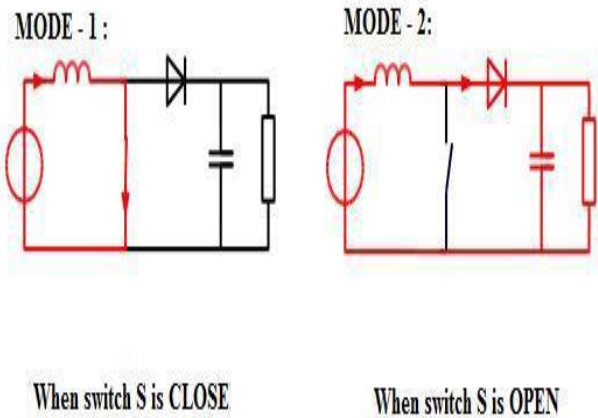 MODE - 1 :
MODE - 2:
When switch S is CLOSE
When switch S is OPEN